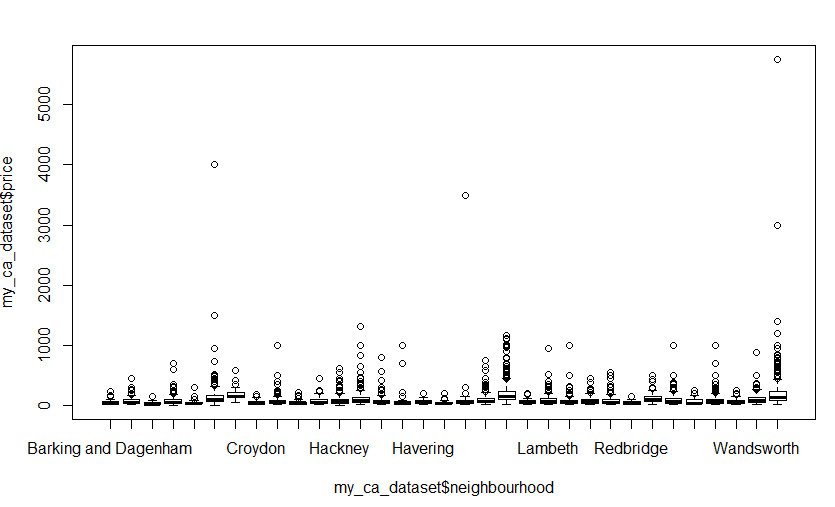 my_ca_dataset$price
5000
4000
3000
2000
1000
0
Barking and Dagenham Croydon Hackney Havering Lambeth Redbridge Wandsworth
my_ca_dataset$neighbourhood